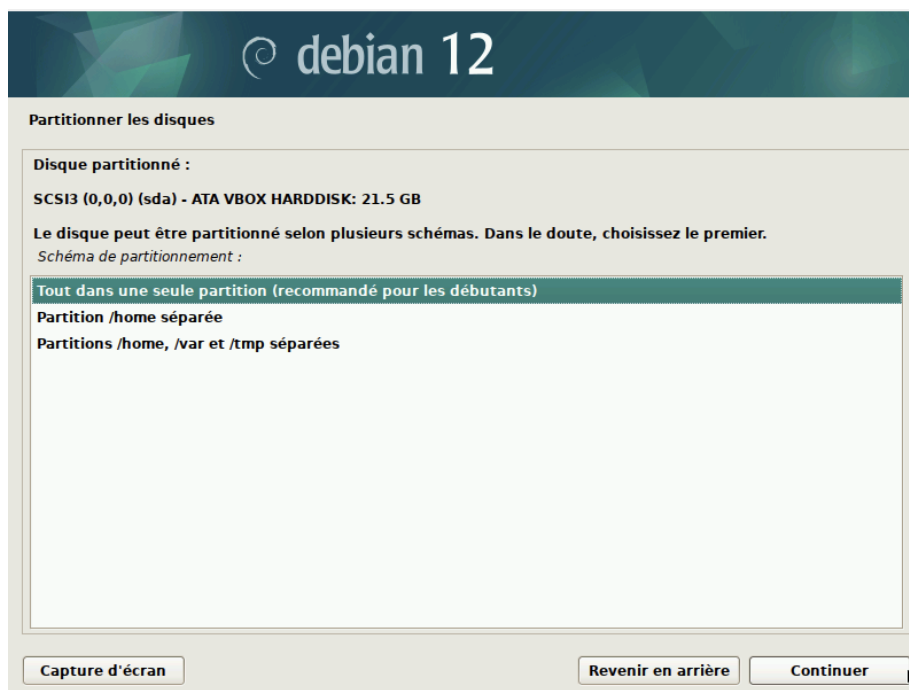 debian 12
Partitionner les disques
Disque partitionné :
SCSI3 (0,0,0) (sda) - ATA VBOX HARDDISK: 21.5 GB
Le disque peut être partitionné selon plusieurs schémas. Dans le doute, choisissez le premier.
Schéma de partitionnement :
Tout dans une seule partition (recommandé pour les débutants)
Partition /home séparée
Partitions /home, /var et /tmp séparées
Capture d'écran
Revenir en arrière
Continuer